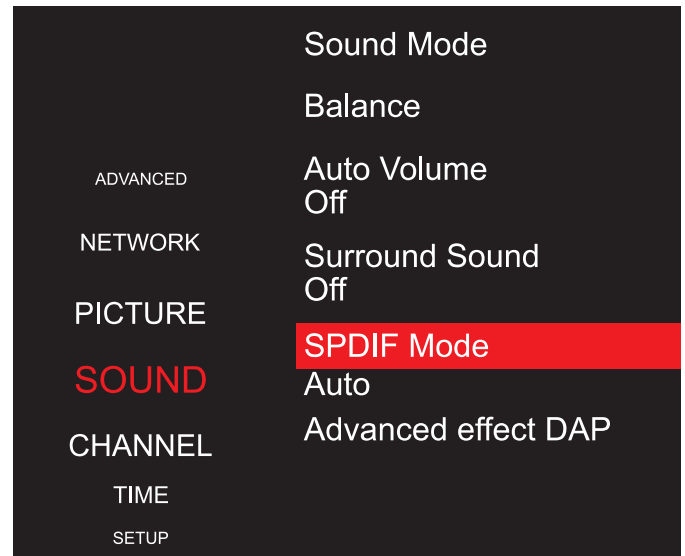 ADVANCED
NETWORK
PICTURE
SOUND
CHANNEL
TIME
SETUP
Sound Mode
Balance
Auto Volume
Off
Surround Sound
Off
SPDIF Mode
Auto
Advanced effect DAP